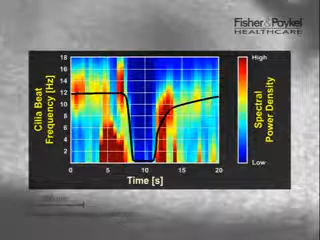 Fisher & Paykel
HEALTHCARE
18
16
14
12
10
8
6
4
2
Cilia Beat
Frequency [Hz]
0 5 10 15 20
Time [s]
High
Low
Spectral
Power Density